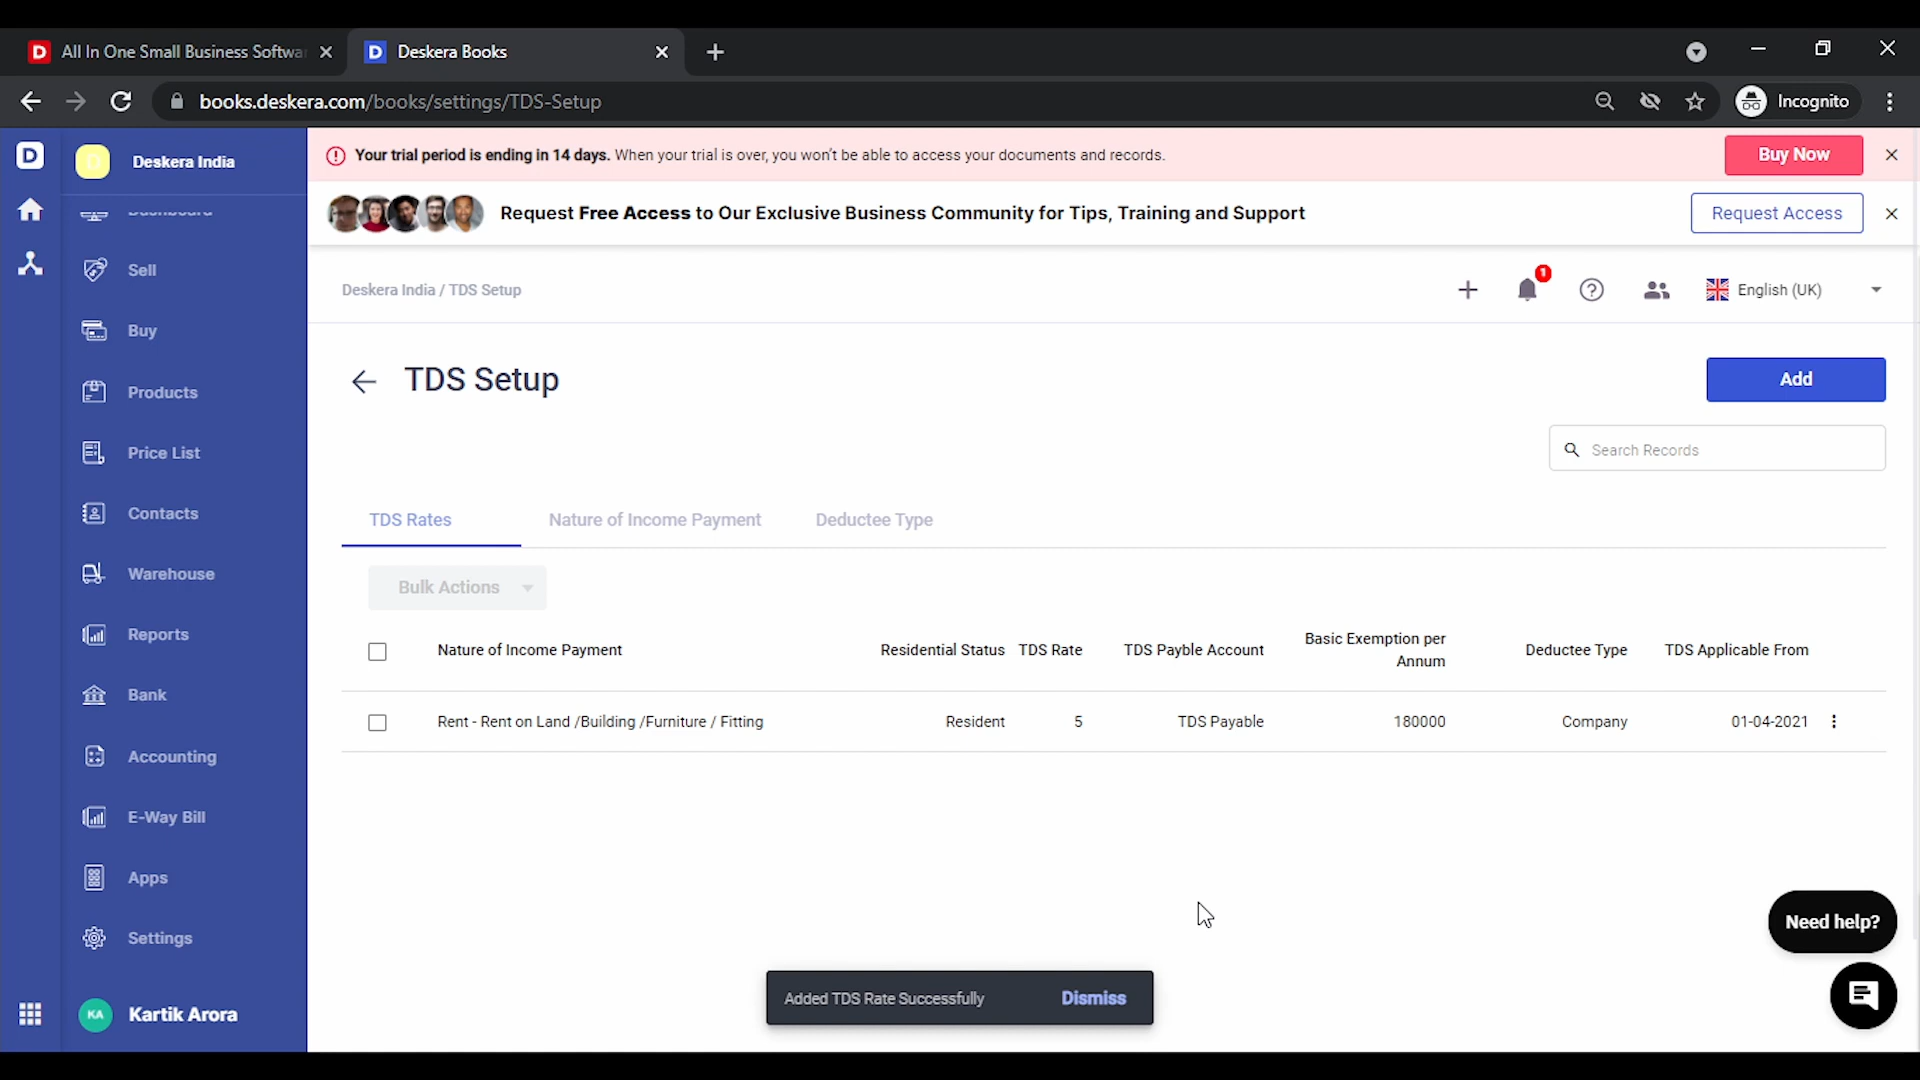 D All In One Small Business Softwar
D Deskera Books
books.deskera.com/books/settings/TDS-Setup
Incognito
D
D Deskera India
Your trial period is ending in 14 days. When your trial is over, you won't be able to access your documents and records.
Buy Now
Request Free Access to Our Exclusive Business Community for Tips, Training and Support
Request Access
Dashboard
Sell
Buy
Products
Price List
Contacts
Warehouse
Reports
Bank
Accounting
E-Way Bill
Apps
Settings
KA Kartik Arora
Deskera India / TDS Setup
1
English (UK)
TDS Setup
Add
Search Records
TDS Rates Nature of Income Payment Deductee Type
Bulk Actions
Nature of Income Payment Residential Status TDS Rate TDS Payble Account Basic Exemption per Annum Deductee Type TDS Applicable From
Rent - Rent on Land /Building /Furniture / Fitting Resident 5 TDS Payable 180000 Company 01-04-2021
Need help?
Added TDS Rate Successfully Dismiss